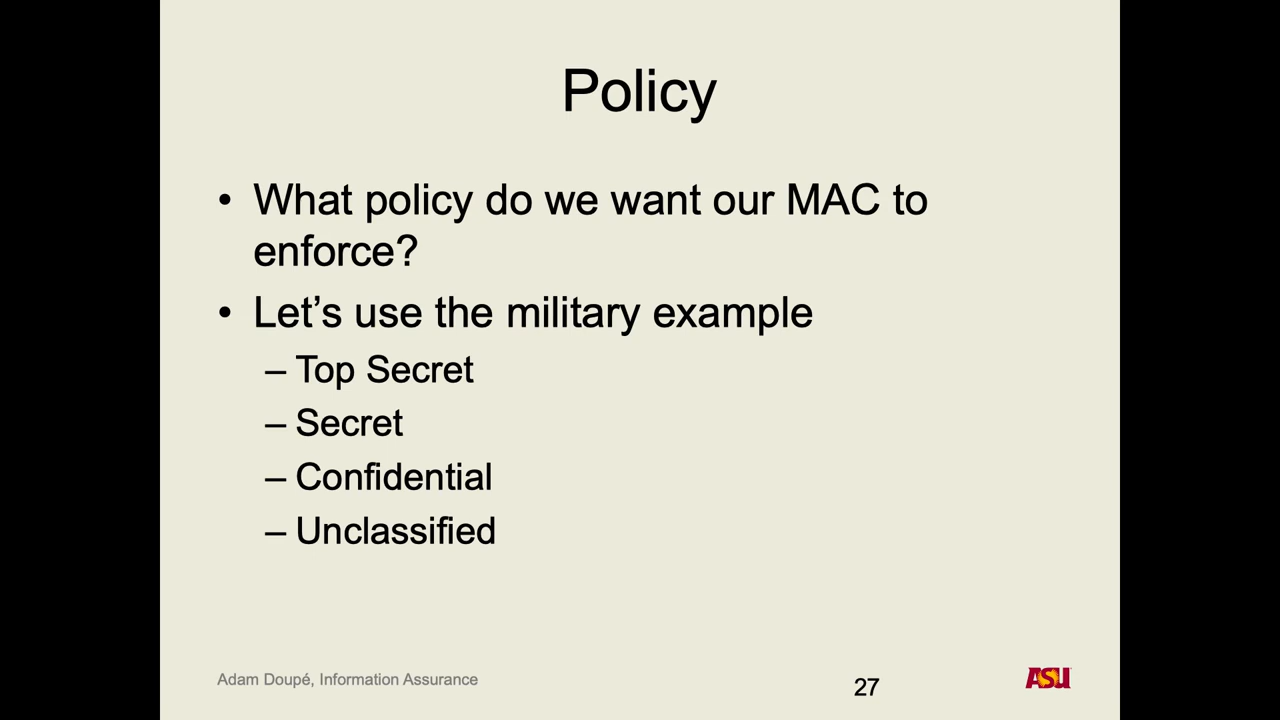 Policy
• What policy do we want our MAC to
enforce?
• Let’s use the military example
– Top Secret
– Secret
– Confidential
– Unclassified
Adam Doupé, Information Assurance
27
ASU